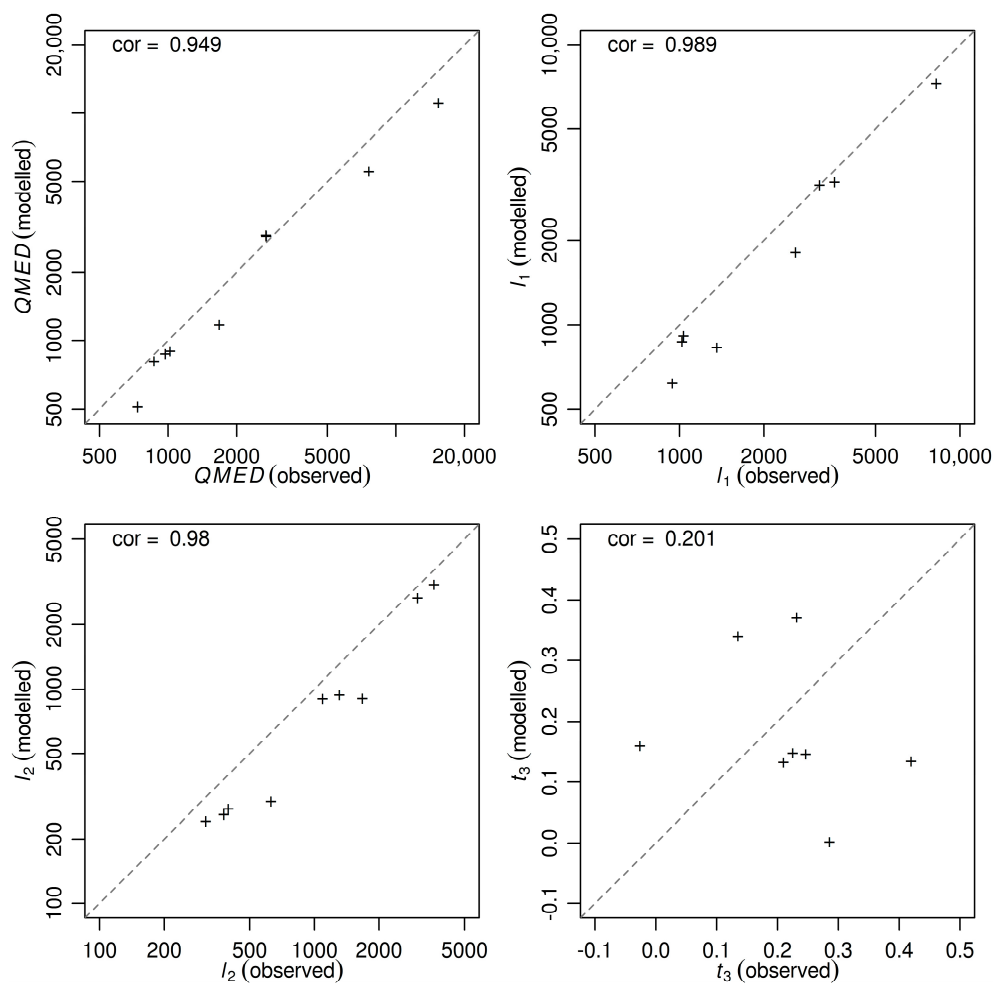 cor = 0.949
QMED (modelled)
20,000
5000
2000
1000
500
500 1000 2000 5000 20,000
QMED (observed)
cor = 0.989
l1 (modelled)
10,000
5000
2000
1000
500
500 1000 2000 5000 10,000
l1 (observed)
cor = 0.98
l2 (modelled)
5000
2000
1000
500
200
100
100 200 500 1000 2000 5000
l2 (observed)
cor = 0.201
t3 (modelled)
0.5
0.4
0.3
0.2
0.1
0.0
-0.1
-0.1 0.0 0.1 0.2 0.3 0.4 0.5
t3 (observed)